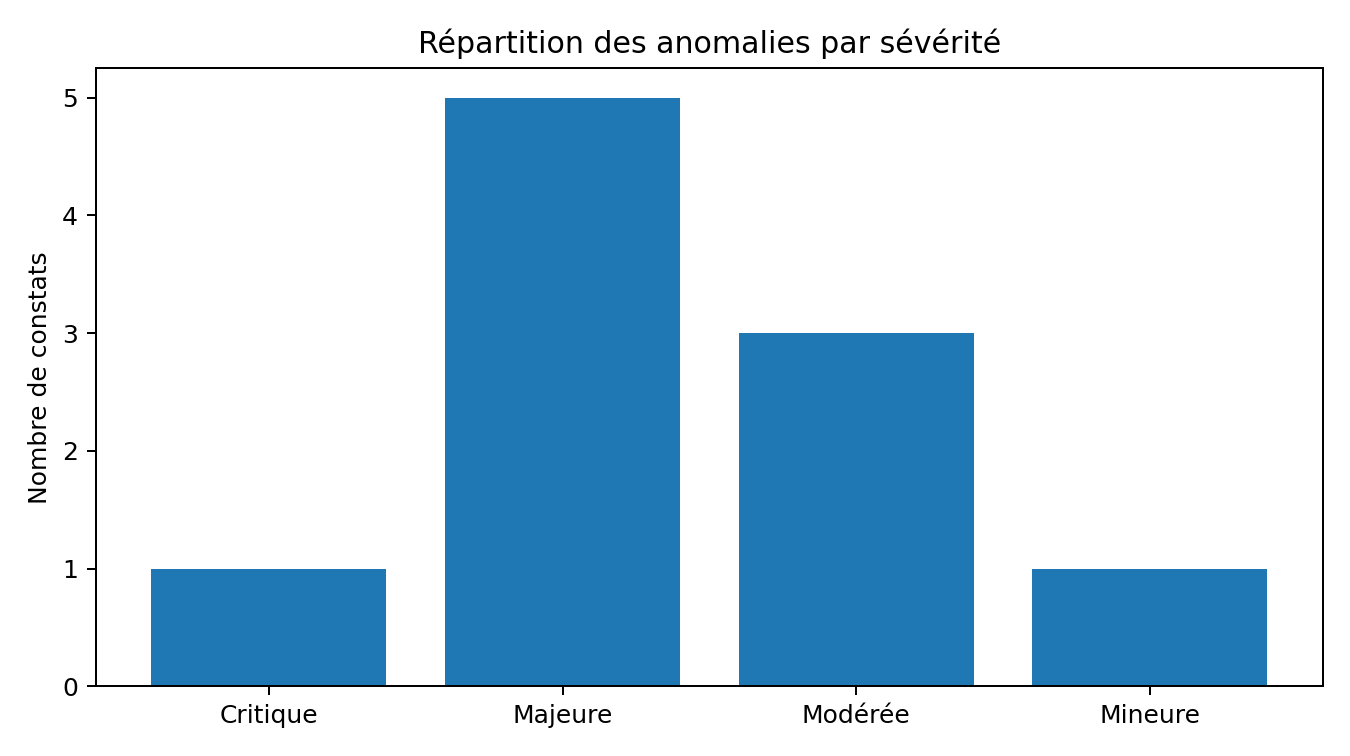 Répartition des anomalies par sévérité
Nombre de constats
5
4
3
2
1
0
Critique
Majeure
Modérée
Mineure